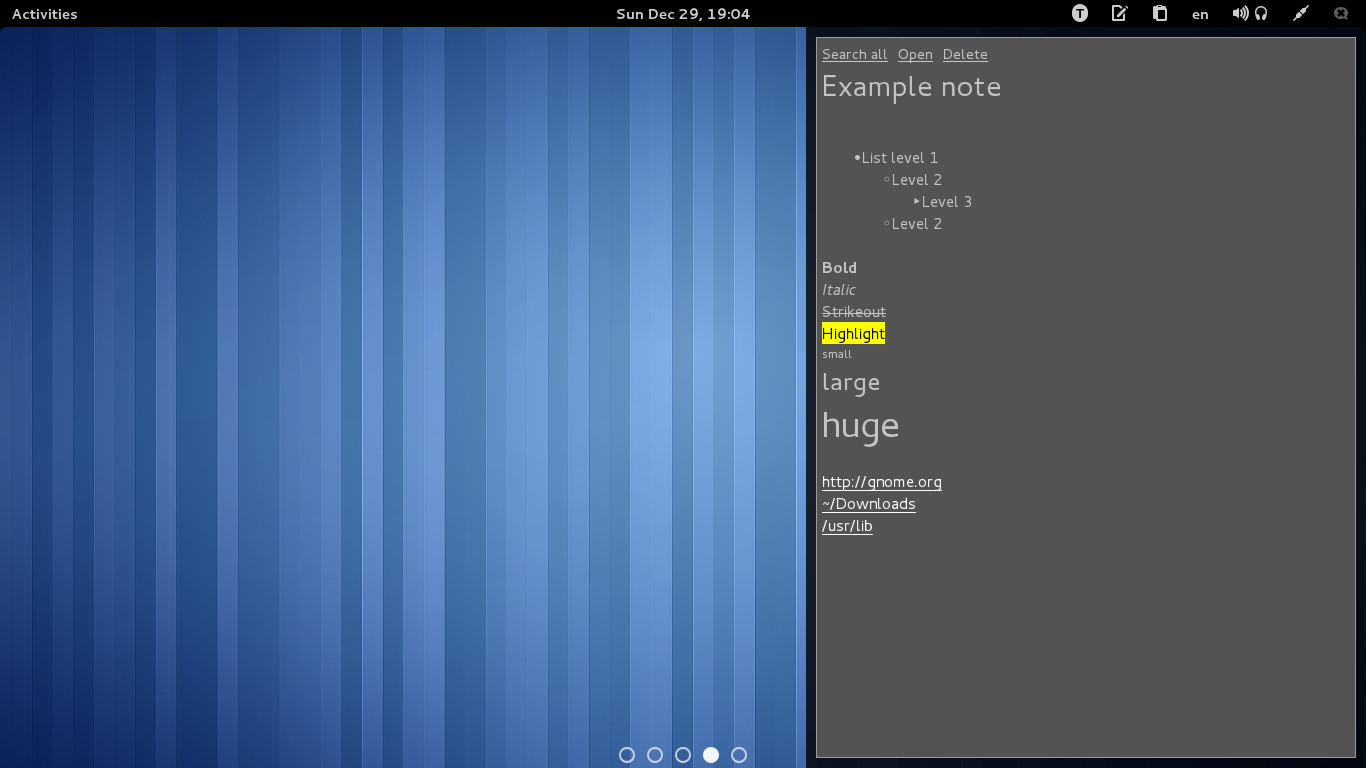 Activities
Sun Dec 29, 19:04
T
en
Search all Open Delete
Example note
•List level 1
◦Level 2
‣Level 3
◦Level 2
Bold
Italic
Strikeout
Highlight
small
large
huge
http://gnome.org
~/Downloads
/usr/lib